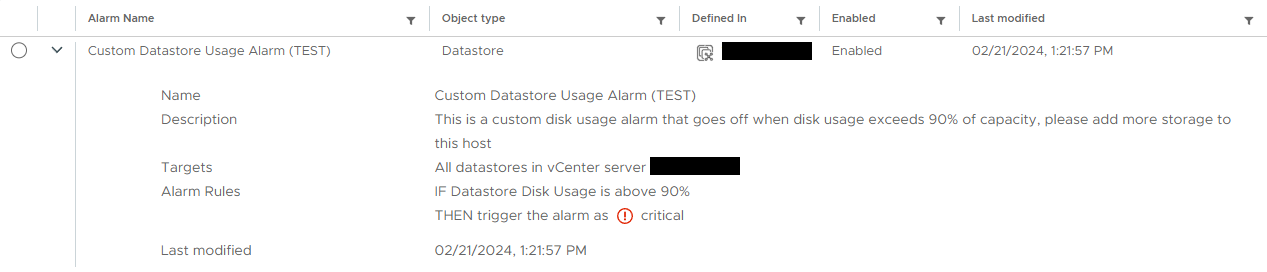 Alarm Name Object type Defined In Enabled Last modified
Custom Datastore Usage Alarm (TEST) Datastore Enabled 02/21/2024, 1:21:57 PM
Name Custom Datastore Usage Alarm (TEST)
Description This is a custom disk usage alarm that goes off when disk usage exceeds 90% of capacity, please add more storage to
this host
Targets All datastores in vCenter server
Alarm Rules IF Datastore Disk Usage is above 90%
THEN trigger the alarm as critical
Last modified 02/21/2024, 1:21:57 PM